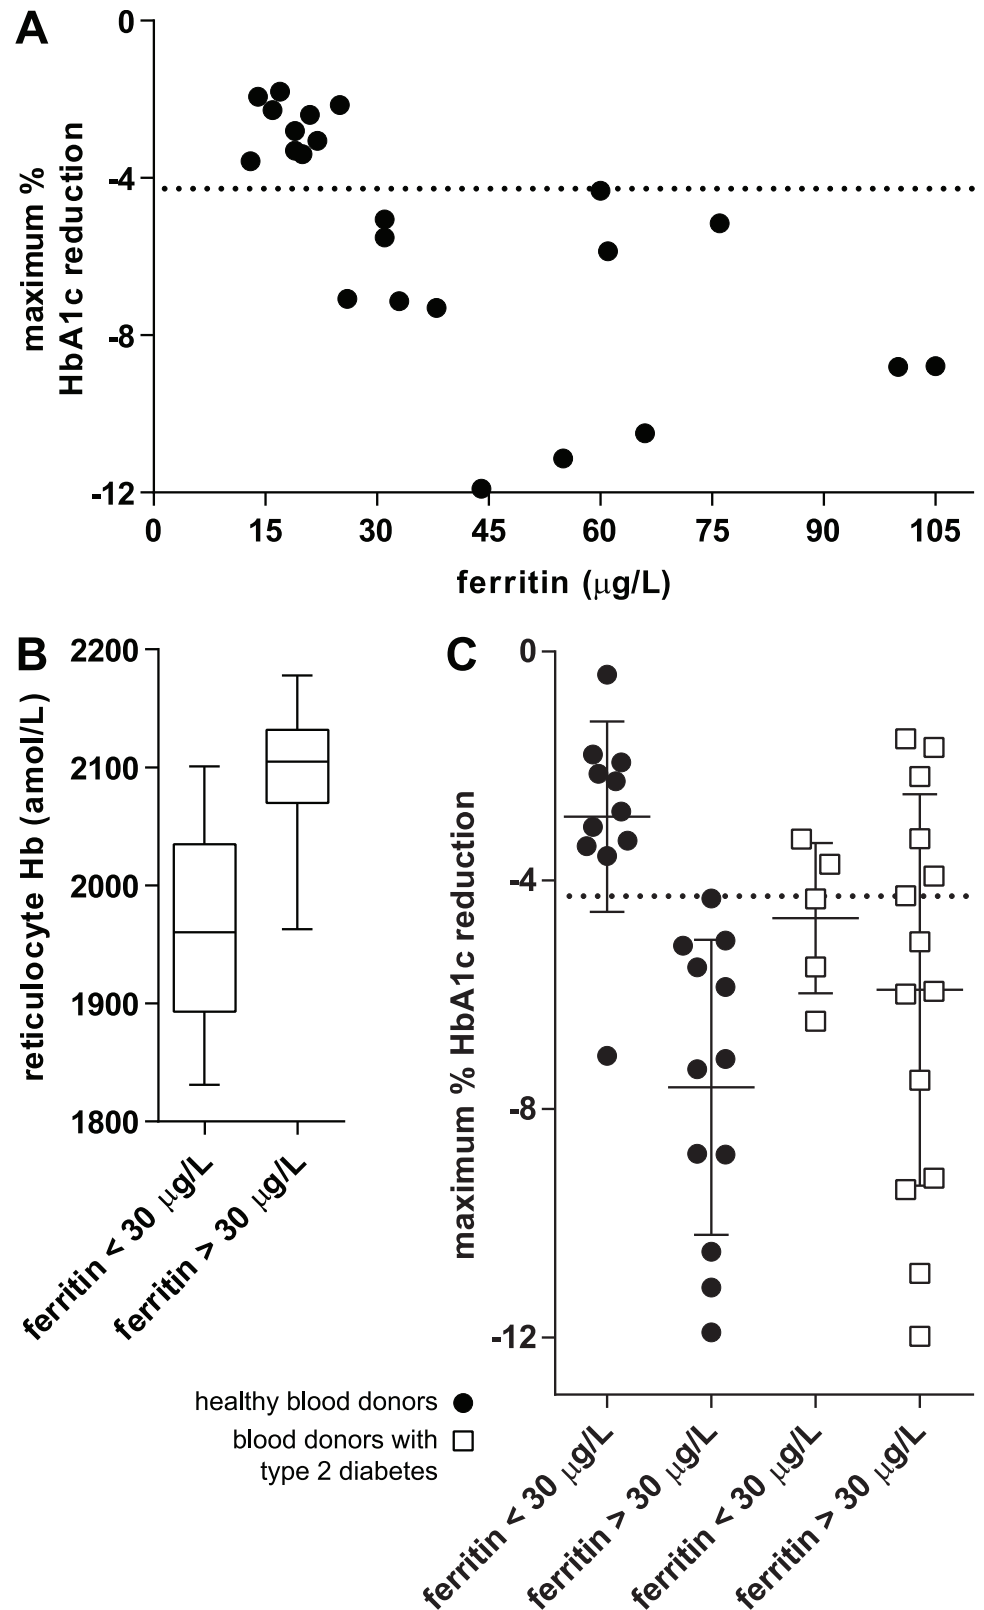 A
0
-4
-8
-12
maximum %
HbA1c reduction
0 15 30 45 60 75 90 105
ferritin (μg/L)
B
2200
2100
2000
1900
1800
reticulocyte Hb (amol/L)
ferritin < 30 μg/L
ferritin > 30 μg/L
C
0
-4
-8
-12
maximum % HbA1c reduction
ferritin < 30 μg/L
ferritin > 30 μg/L
ferritin < 30 μg/L
ferritin > 30 μg/L
healthy blood donors
blood donors with
type 2 diabetes